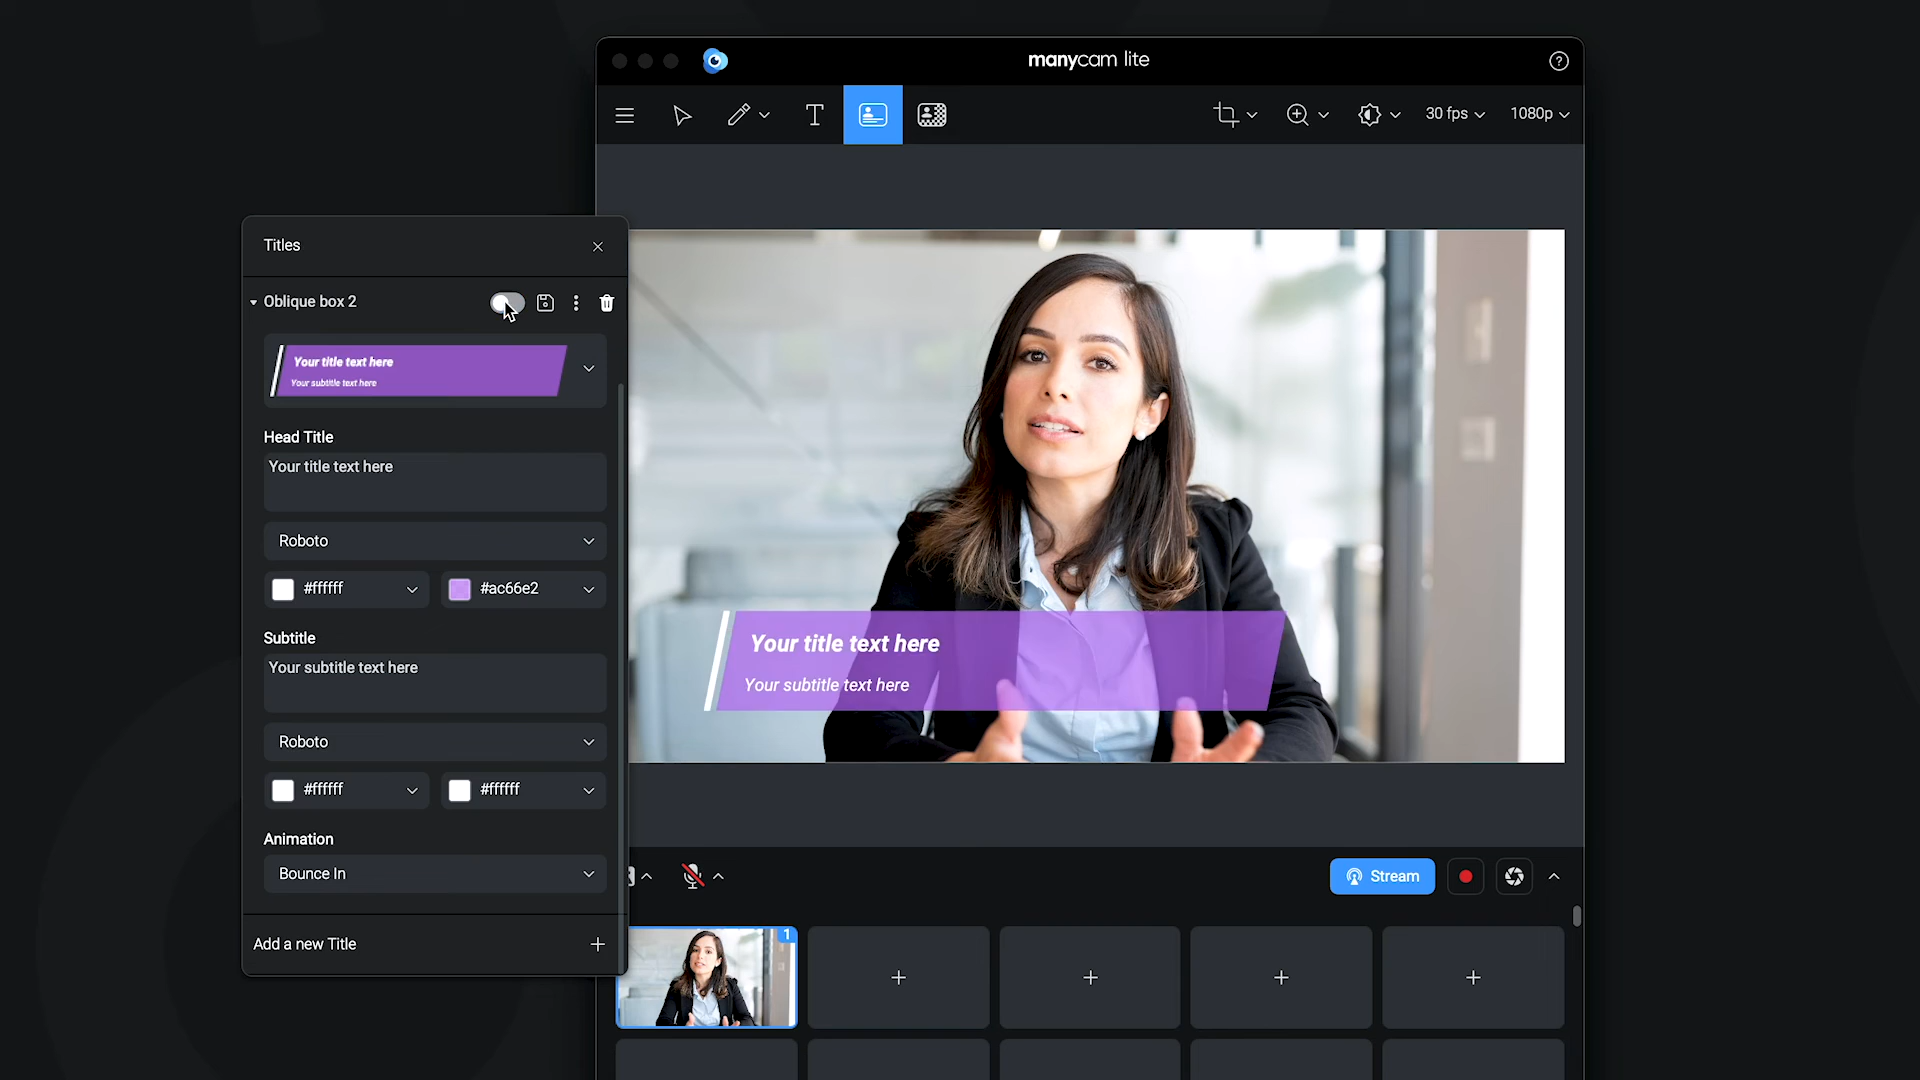 manycam lite
30 fps
1080p
Titles
Oblique box 2
Your title text here
Your subtitle text here
Head Title
Your title text here
Roboto
#ffffff
#ac66e2
Subtitle
Your subtitle text here
Roboto
#ffffff
#ffffff
Animation
Bounce In
Add a new Title
Your title text here
Your subtitle text here
Stream
1